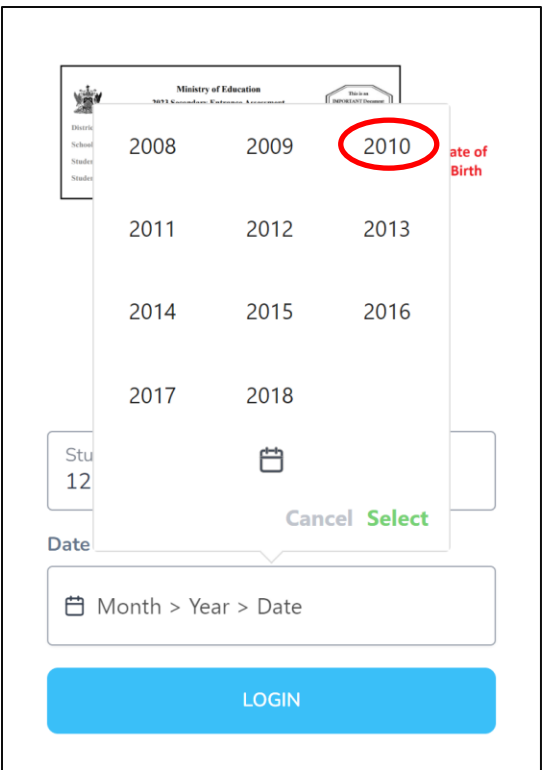 Ministry of Education
2023 Secondary Entrance Assessment
This is an
IMPORTANT Document
Distric
School
Studen
Studen
ate of
Birth
2008 2009 2010
2011 2012 2013
2014 2015 2016
2017 2018
Stu
12
Cancel Select
Date
Month > Year > Date
LOGIN